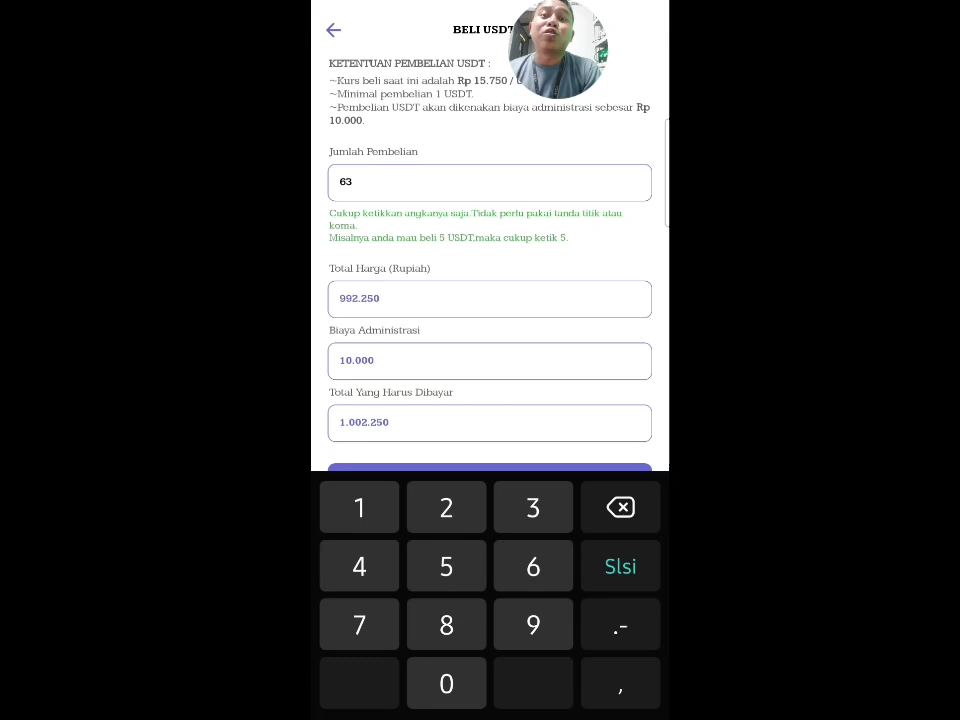 BELI USDT
KETENTUAN PEMBELIAN USDT :
~Kurs beli saat ini adalah Rp 15.750 /
~Minimal pembelian 1 USDT.
~Pembelian USDT akan dikenakan biaya administrasi sebesar Rp
10.000.
Jumlah Pembelian
63
Cukup ketikkan angkanya saja.Tidak perlu pakai tanda titik atau
koma.
Misalnya anda mau beli 5 USDT,maka cukup ketik 5.
Total Harga (Rupiah)
992.250
Biaya Administrasi
10.000
Total Yang Harus Dibayar
1.002.250
1 2 3
4 5 6 Slsi
7 8 9 .-
0 ,